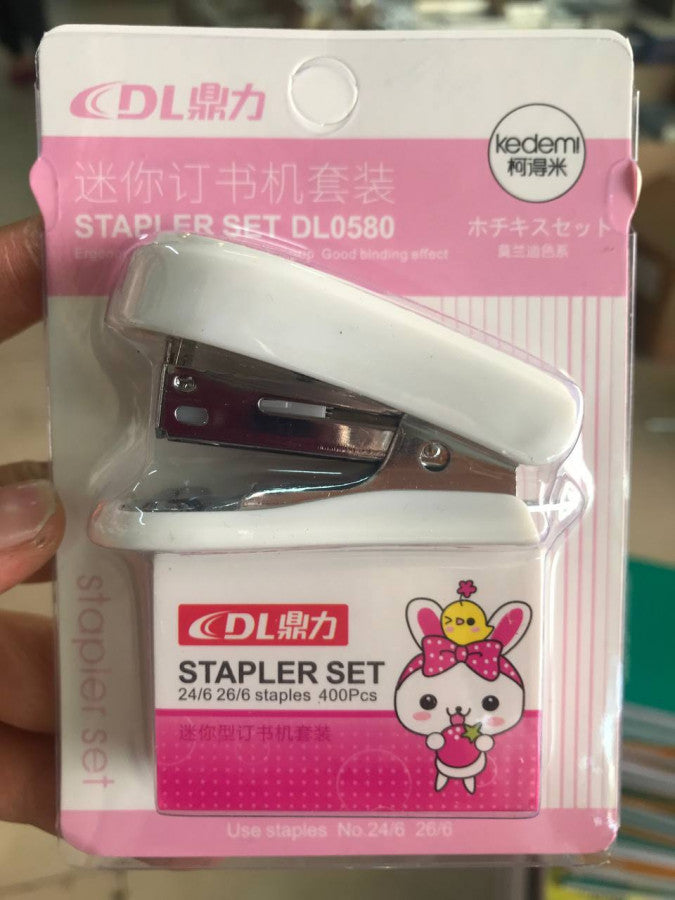 DL鼎力
kedemi
柯得米
迷你订书机套装
STAPLER SET DL0580
Good binding effect
ホチキスセット
莫兰迪色系
stapler set
DL鼎力
STAPLER SET
24/6 26/6 staples 400Pcs
迷你型订书机套装
Use staples No.24/6 26/6